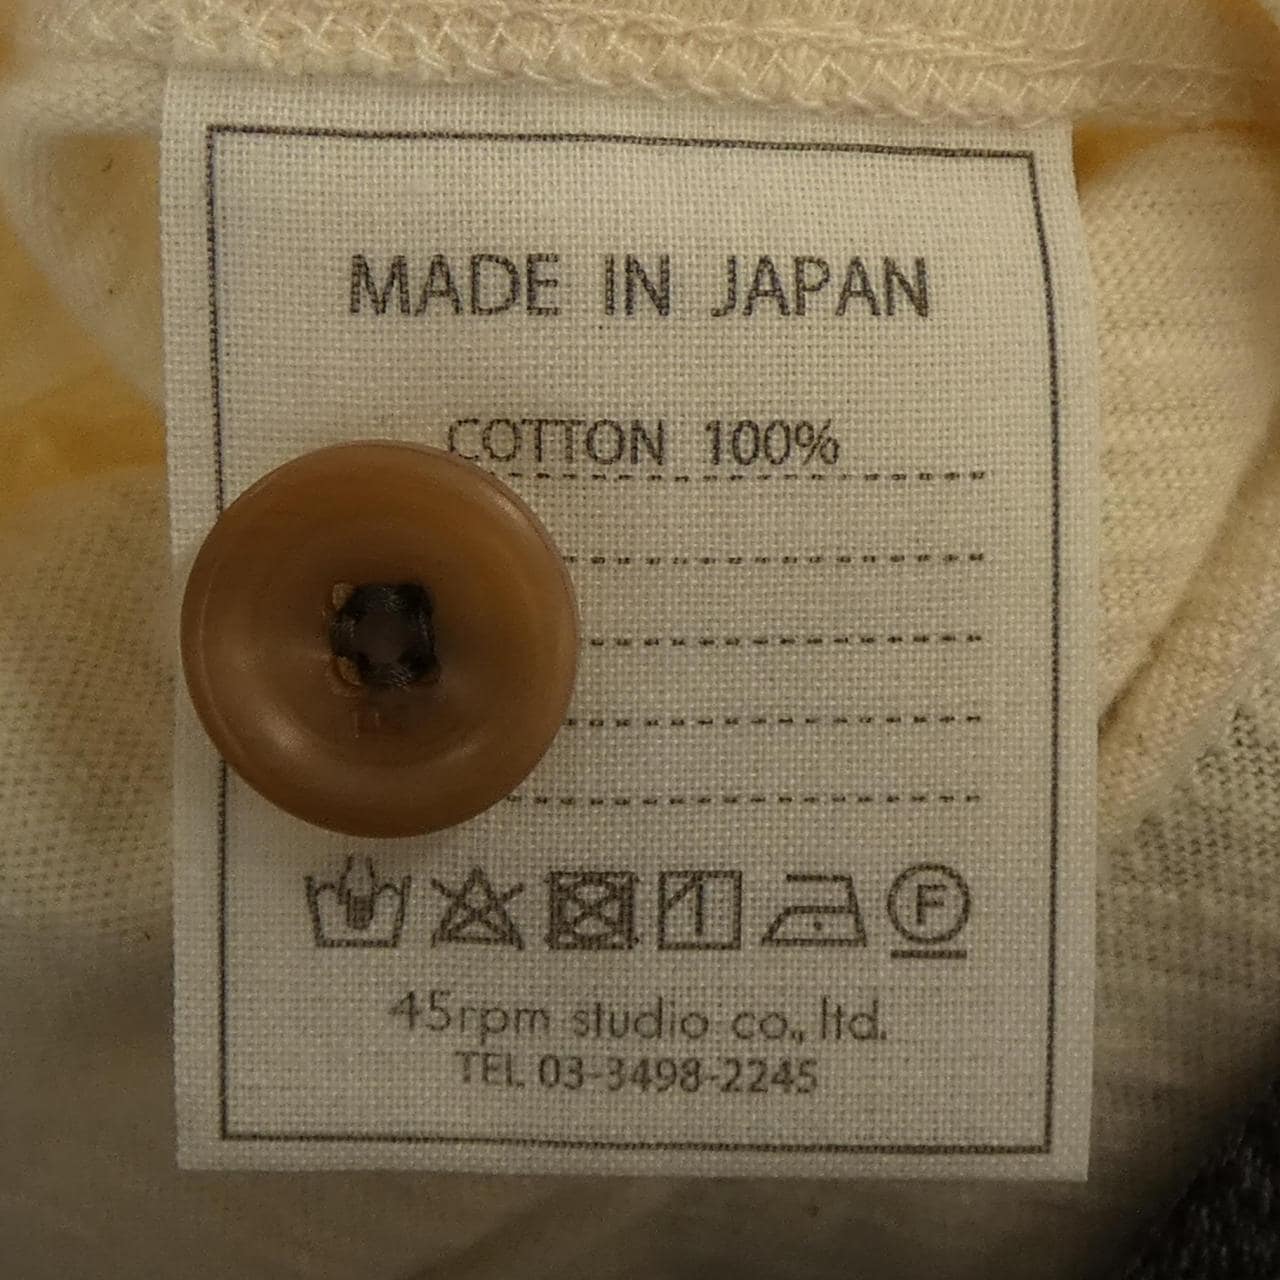 MADE IN JAPAN
COTTON 100%
F
45rpm studio co., ltd.
TEL 03-3498-2245